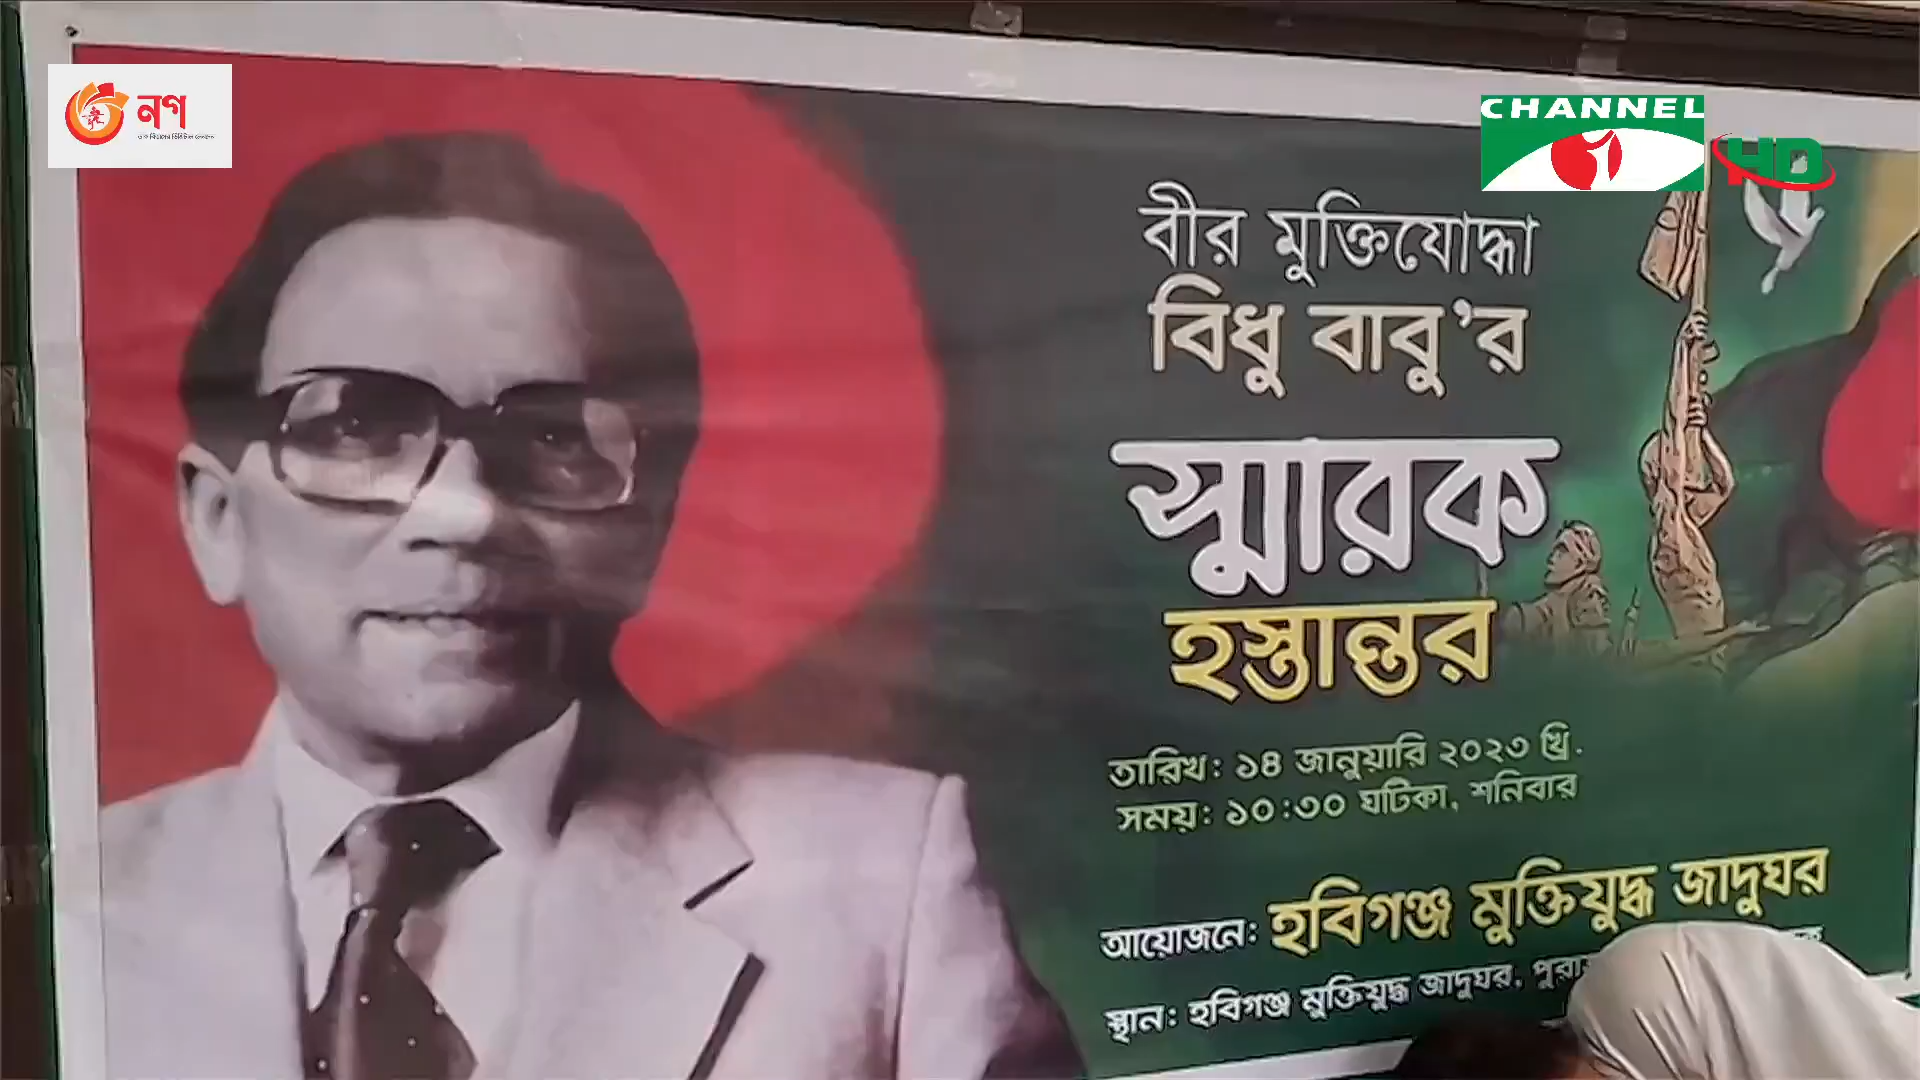 নগদ
CHANNEL
HD
বীর মুক্তিযোদ্ধা
বিধু বাবু’র
স্মারক
হস্তান্তর
তারিখ: ১৪ জানুয়ারি ২০২৩ খ্রি.
সময়: ১০:৩০ ঘটিকা, শনিবার
আয়োজনে: হবিগঞ্জ মুক্তিযুদ্ধ জাদুঘর
স্থান: হবিগঞ্জ মুক্তিযুদ্ধ জাদুঘর,